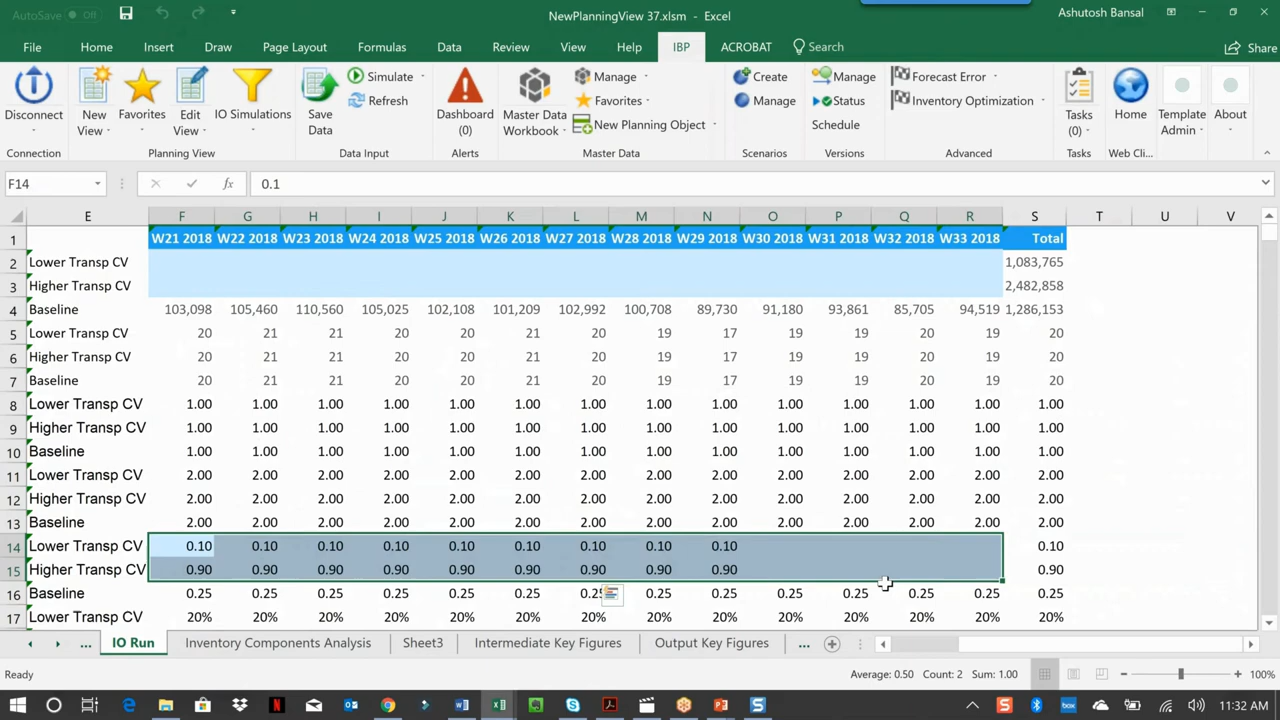 AutoSave Off
NewPlanningView 37.xlsm - Excel
Ashutosh Bansal
File Home Insert Draw Page Layout Formulas Data Review View Help IBP ACROBAT Search Share
Disconnect
New View
Favorites
Edit View
IO Simulations
Save Data
Simulate
Refresh
Dashboard (0)
Master Data Workbook
Manage
Favorites
New Planning Object
Create
Manage
Manage
Status
Schedule
Forecast Error
Inventory Optimization
Tasks (0)
Home
Template Admin
About
Connection Planning View Data Input Alerts Master Data Scenarios Versions Advanced Tasks Web Cli...
F14 fx 0.1
E F G H I J K L M N O P Q R S T U V
1 W21 2018 W22 2018 W23 2018 W24 2018 W25 2018 W26 2018 W27 2018 W28 2018 W29 2018 W30 2018 W31 2018 W32 2018 W33 2018 Total
2 Lower Transp CV 1,083,765
3 Higher Transp CV 2,482,858
4 Baseline 103,098 105,460 110,560 105,025 102,108 101,209 102,992 100,708 89,730 91,180 93,861 85,705 94,519 1,286,153
5 Lower Transp CV 20 21 21 20 20 21 20 19 17 19 19 20 19 20
6 Higher Transp CV 20 21 21 20 20 21 20 19 17 19 19 20 19 20
7 Baseline 20 21 21 20 20 21 20 19 17 19 19 20 19 20
8 Lower Transp CV 1.00 1.00 1.00 1.00 1.00 1.00 1.00 1.00 1.00 1.00 1.00 1.00 1.00 1.00
9 Higher Transp CV 1.00 1.00 1.00 1.00 1.00 1.00 1.00 1.00 1.00 1.00 1.00 1.00 1.00 1.00
10 Baseline 1.00 1.00 1.00 1.00 1.00 1.00 1.00 1.00 1.00 1.00 1.00 1.00 1.00 1.00
11 Lower Transp CV 2.00 2.00 2.00 2.00 2.00 2.00 2.00 2.00 2.00 2.00 2.00 2.00 2.00 2.00
12 Higher Transp CV 2.00 2.00 2.00 2.00 2.00 2.00 2.00 2.00 2.00 2.00 2.00 2.00 2.00 2.00
13 Baseline 2.00 2.00 2.00 2.00 2.00 2.00 2.00 2.00 2.00 2.00 2.00 2.00 2.00 2.00
14 Lower Transp CV 0.10 0.10 0.10 0.10 0.10 0.10 0.10 0.10 0.10 0.10
15 Higher Transp CV 0.90 0.90 0.90 0.90 0.90 0.90 0.90 0.90 0.90 0.90
16 Baseline 0.25 0.25 0.25 0.25 0.25 0.25 0.25 0.25 0.25 0.25 0.25 0.25 0.25 0.25
17 Lower Transp CV 20% 20% 20% 20% 20% 20% 20% 20% 20% 20% 20% 20% 20% 20%
... IO Run Inventory Components Analysis Sheet3 Intermediate Key Figures Output Key Figures ...
Ready Average: 0.50 Count: 2 Sum: 1.00 100%
11:32 AM